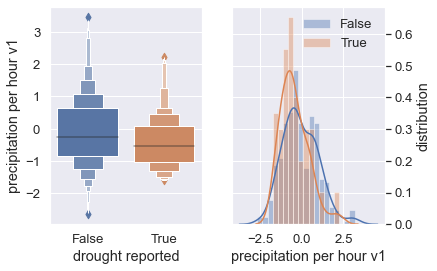 precipitation per hour v1
3
2
1
0
−1
−2
False
True
drought reported
False
True
0.6
0.5
0.4
0.3
0.2
0.1
0.0
distribution
−2.5
0.0
2.5
precipitation per hour v1